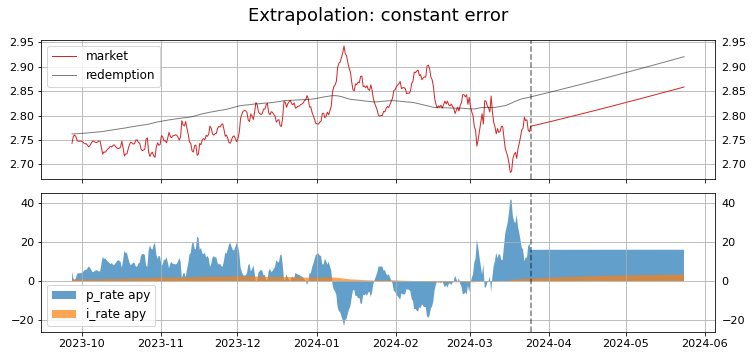 Extrapolation: constant error
2.95 2.95
market
2.90 2.90
redemption
2.85 2.85
2.80 2.80
2.75 2.75
2.70 2.70
40 40
20 20
0 0
p_rate apy
i_rate apy
−20 −20
2023-10 2023-11 2023-12 2024-01 2024-02 2024-03 2024-04 2024-05 2024-06